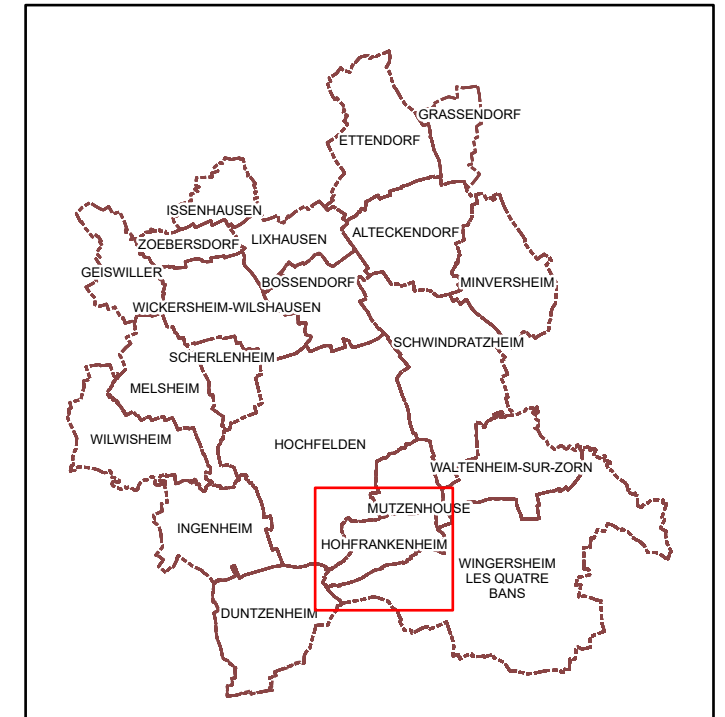 GRASSENDORF
ETTENDORF
ISSENHAUSEN
ZOEBERSDORF
LIXHAUSEN
ALTECKENDORF
GEISWILLER
BOSSENDORF
MINVERSHEIM
WICKERSHEIM-WILSHAUSEN
SCHWINDRATZHEIM
SCHERLENHEIM
MELSHEIM
WILWISHEIM
HOCHFELDEN
WALTENHEIM-SUR-ZORN
MUTZENHOUSE
INGENHEIM
HOHFRANKENHEIM
WINGERSHEIM
LES QUATRE
BANS
DUNTZENHEIM